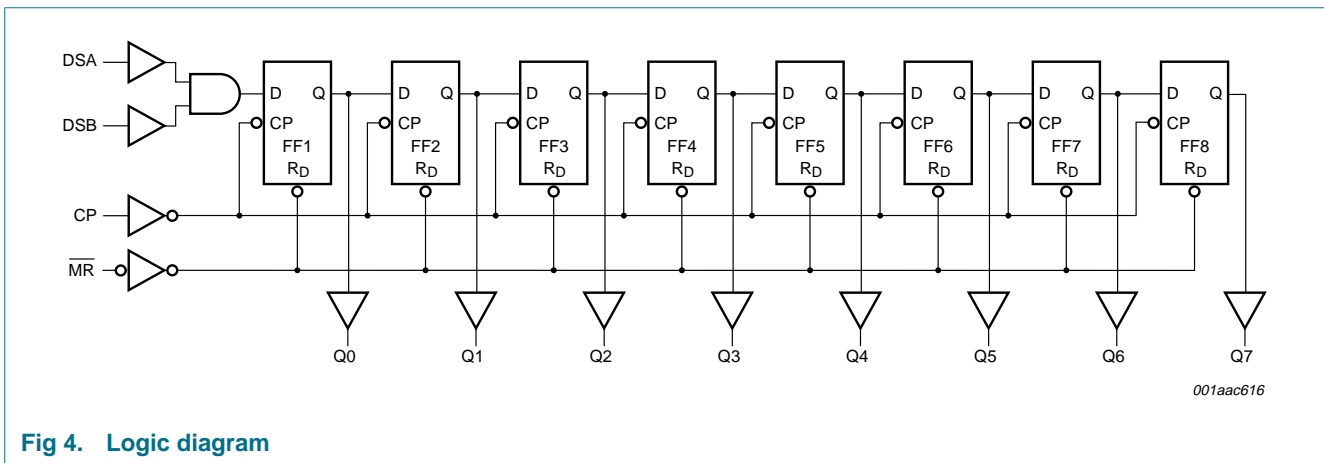 DSA
DSB
CP
MR
D Q D Q D Q D Q D Q D Q D Q D Q
CP CP CP CP CP CP CP CP
FF1 FF2 FF3 FF4 FF5 FF6 FF7 FF8
RD RD RD RD RD RD RD RD
Q0 Q1 Q2 Q3 Q4 Q5 Q6 Q7
001aac616
Fig 4. Logic diagram